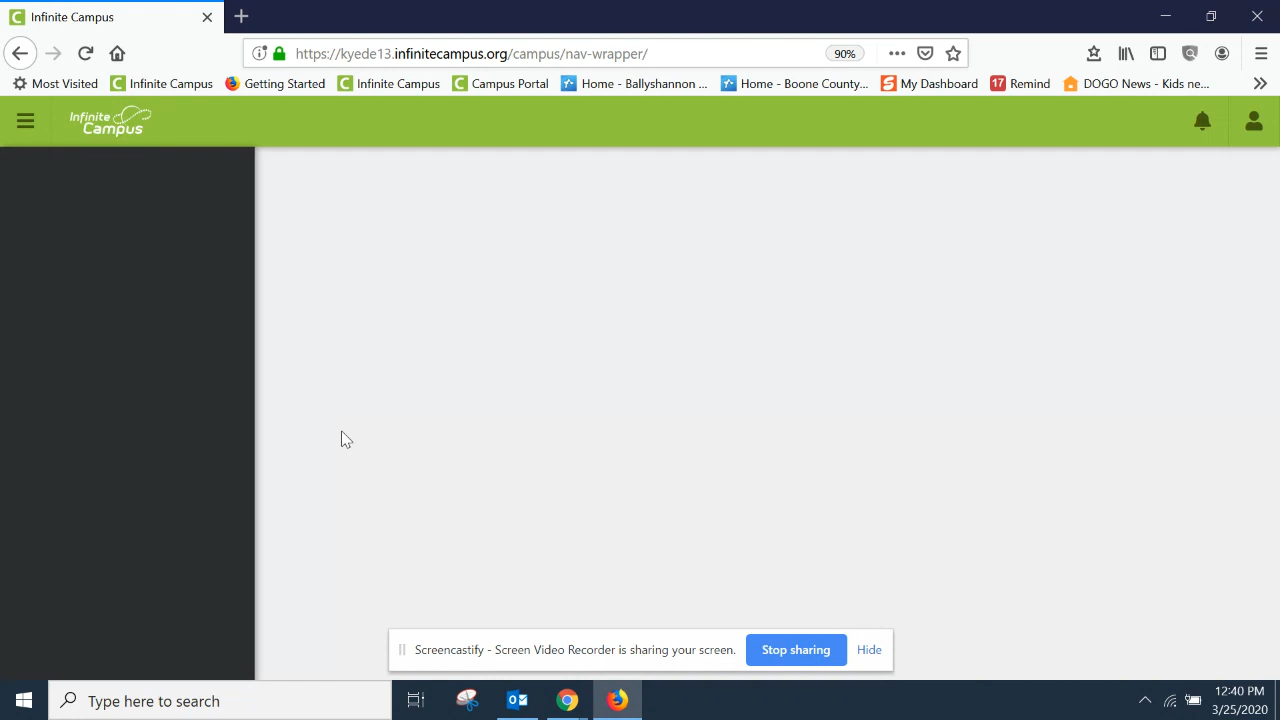 Infinite Campus
https://kyede13.infinitecampus.org/campus/nav-wrapper/ 90%
Most Visited Infinite Campus Getting Started Infinite Campus Campus Portal Home - Ballyshannon ... Home - Boone County... My Dashboard 17 Remind DOGO News - Kids ne...
Infinite
Campus
Screencastify - Screen Video Recorder is sharing your screen. Stop sharing Hide
Type here to search
12:40 PM
3/25/2020